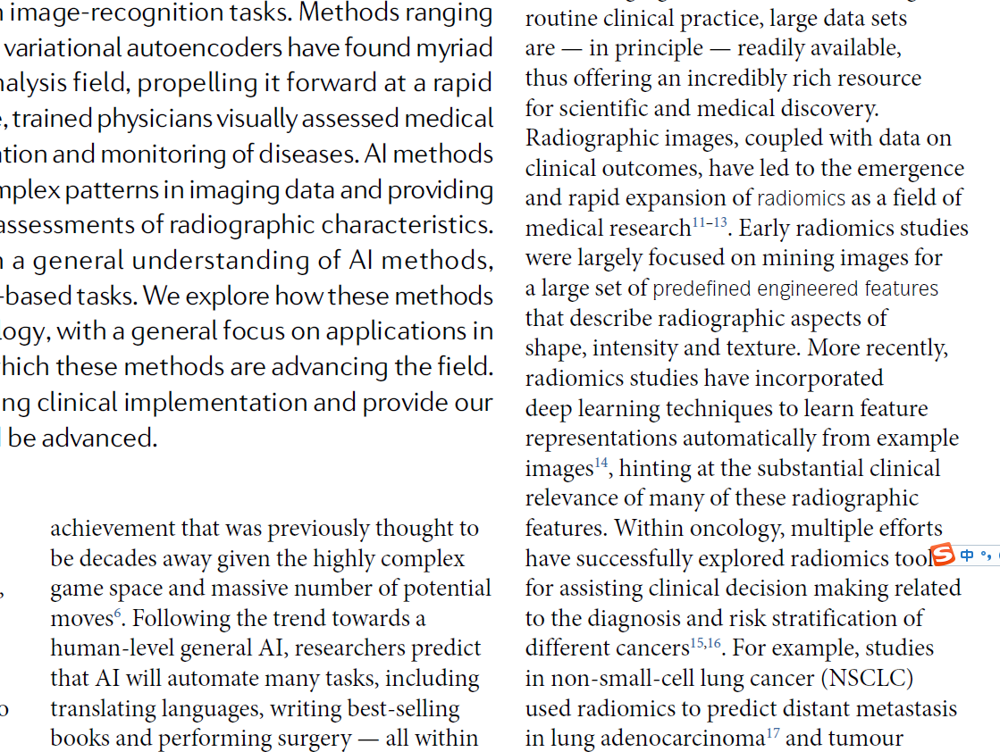 image-recognition tasks. Methods ranging
variational autoencoders have found myriad
field, propelling it forward at a rapid
trained physicians visually assessed medical
and monitoring of diseases. AI methods
patterns in imaging data and providing
assessments of radiographic characteristics.
a general understanding of AI methods,
-based tasks. We explore how these methods
with a general focus on applications in
which these methods are advancing the field.
clinical implementation and provide our
be advanced.
achievement that was previously thought to
be decades away given the highly complex
game space and massive number of potential
moves6. Following the trend towards a
human-level general AI, researchers predict
that AI will automate many tasks, including
translating languages, writing best-selling
books and performing surgery — all within
routine clinical practice, large data sets
are — in principle — readily available,
thus offering an incredibly rich resource
for scientific and medical discovery.
Radiographic images, coupled with data on
clinical outcomes, have led to the emergence
and rapid expansion of radiomics as a field of
medical research11–13. Early radiomics studies
were largely focused on mining images for
a large set of predefined engineered features
that describe radiographic aspects of
shape, intensity and texture. More recently,
radiomics studies have incorporated
deep learning techniques to learn feature
representations automatically from example
images14, hinting at the substantial clinical
relevance of many of these radiographic
features. Within oncology, multiple efforts
have successfully explored radiomics tool
for assisting clinical decision making related
to the diagnosis and risk stratification of
different cancers15,16. For example, studies
in non-small-cell lung cancer (NSCLC)
used radiomics to predict distant metastasis
in lung adenocarcinoma17 and tumour
S 中 °,